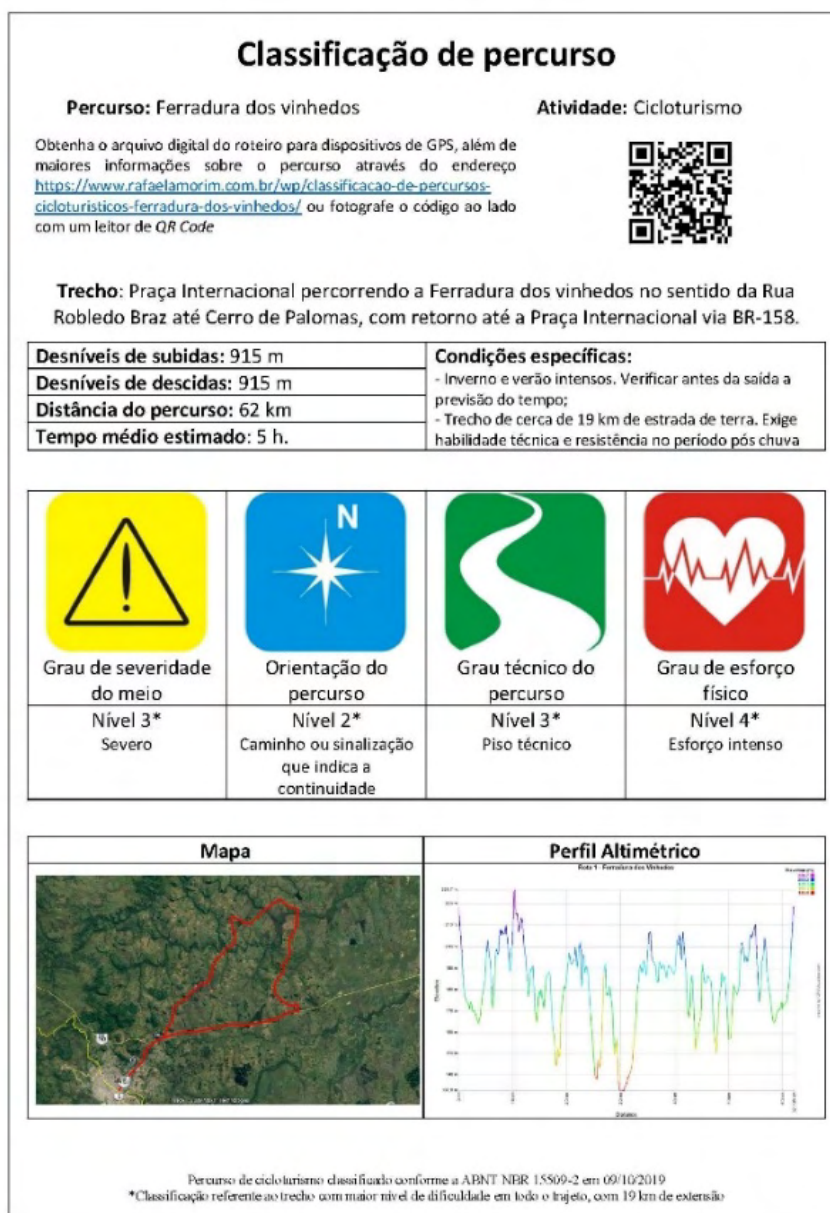 Classificação de percurso
Percurso: Ferradura dos vinhedos
Atividade: Cicloturismo
Obtenha o arquivo digital do roteiro para dispositivos de GPS, além de
maiores informações sobre o percurso através do endereço
https://www.rafaelamorim.com.br/wp/classificacao-de-percursos-
cicloturisticos-ferradura-dos-vinhedos/ ou fotografe o código ao lado
com um leitor de QR Code
Trecho: Praça Internacional percorrendo a Ferradura dos vinhedos no sentido da Rua
Robledo Braz até Cerro de Palomas, com retorno até a Praça Internacional via BR-158.
Desníveis de subidas: 915 m
Desníveis de descidas: 915 m
Distância do percurso: 62 km
Tempo médio estimado: 5 h.
Condições específicas:
- Inverno e verão intensos. Verificar antes da saída a
previsão do tempo;
- Trecho de cerca de 19 km de estrada de terra. Exige
habilidade técnica e resistência no período pós chuva
N
Grau de severidade
do meio
Nível 3*
Severo
Orientação do
percurso
Nível 2*
Caminho ou sinalização
que indica a
continuidade
Grau técnico do
percurso
Nível 3*
Piso técnico
Grau de esforço
físico
Nível 4*
Esforço intenso
Mapa
Perfil Altimétrico
Rota 1 - Ferradura dos Vinhedos
Percurso de cicloturismo classificado conforme a ABNT NBR 15509-2 em 09/10/2019
*Classificação referente ao trecho com maior nível de dificuldade em todo o trajeto, com 19 km de extensão